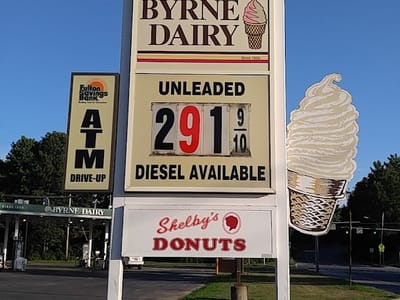 BYRNE
DAIRY
UNLEADED
2 9 1 9/10
DIESEL AVAILABLE
Fulton
Savings
Bank
ATM
DRIVE-UP
Shelby's
DONUTS
BYRNE DAIRY